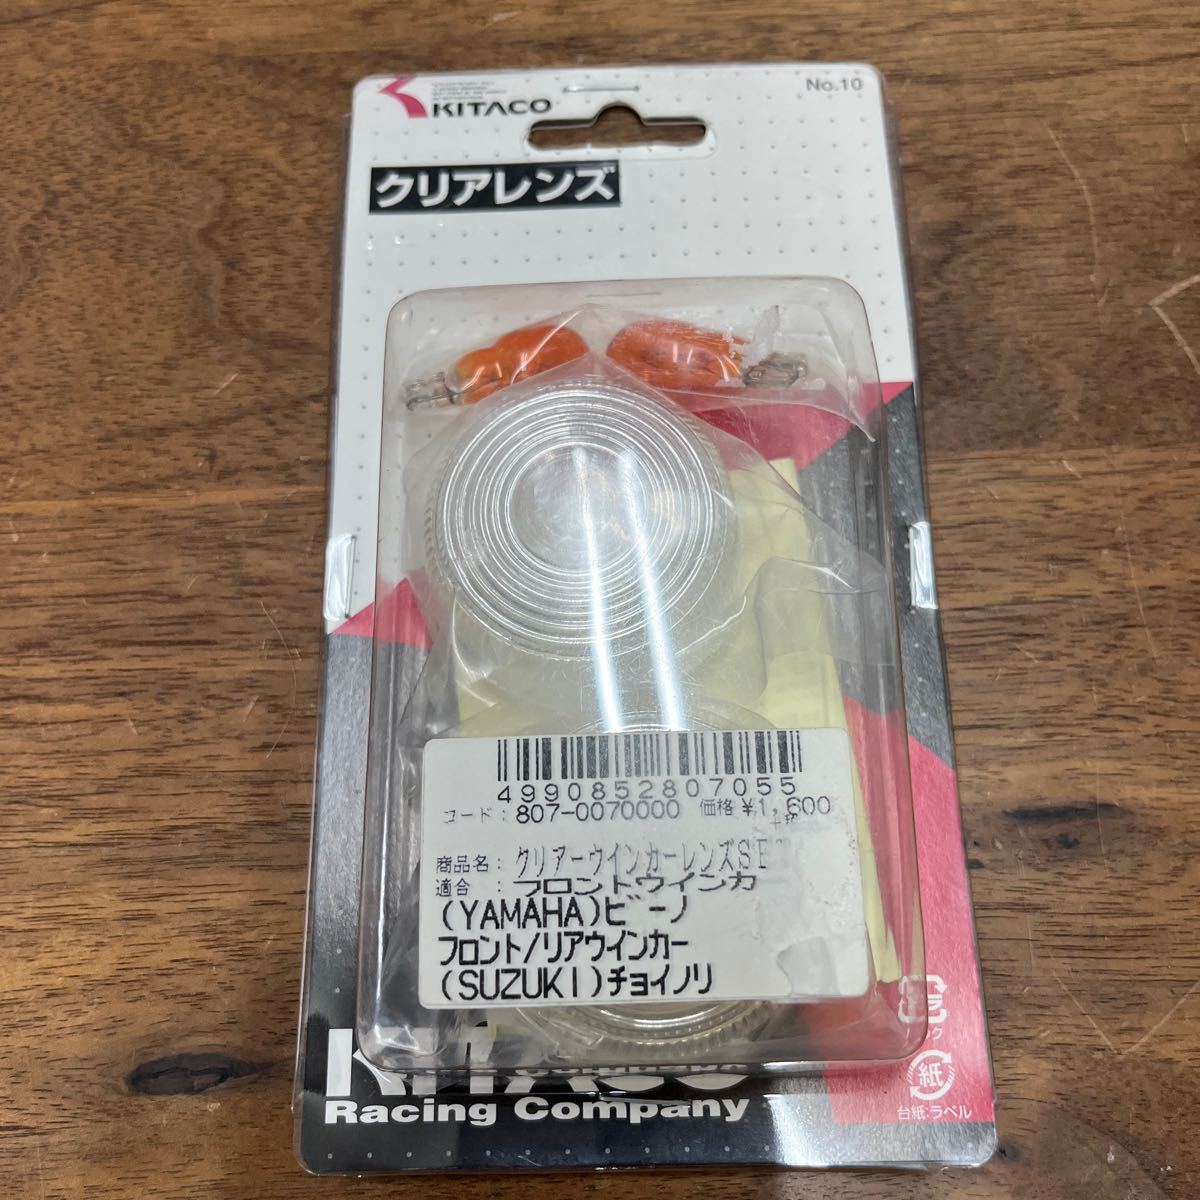 KITACO
No.10
クリアレンズ
4990852807055
コード : 807-0070000 価格 ¥1,600
商品名 : クリアーウインカーレンズSET
適合 : フロントウインカ
(YAMAHA)ビーノ
フロント/リアウインカー
(SUZUKI)チョイノリ
KITACO
Racing Company
紙
台紙:ラベル